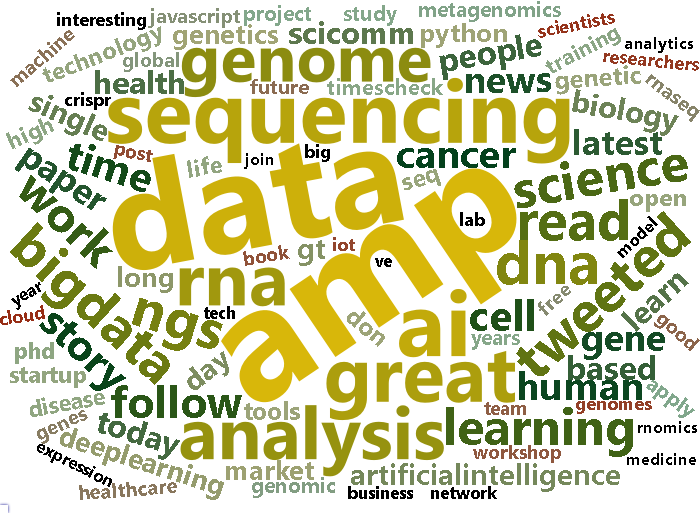 interesting
javascript
project
study
metagenomics
scientists
machine
technology
genetics
scicomm
python
people
training
analytics
researchers
global
genome
health
future
timescheck
news
genetic
rnaseq
crispr
single
sequencing
biology
high
post
time
life
join
big
data
cancer
latest
paper
seq
science
open
work
amp
lab
read
model
book
gt
iot
ve
dna
tweeted
bigdata
long
rna
year
cloud
ngs
tech
don
ai
cell
free
learn
good
story
years
gene
phd
startup
day
great
human
based
apply
disease
follow
tools
team
genomes
genes
today
analysis
learning
rnomics
deeplearning
workshop
medicine
expression
market
artificialintelligence
healthcare
genomic
business
network